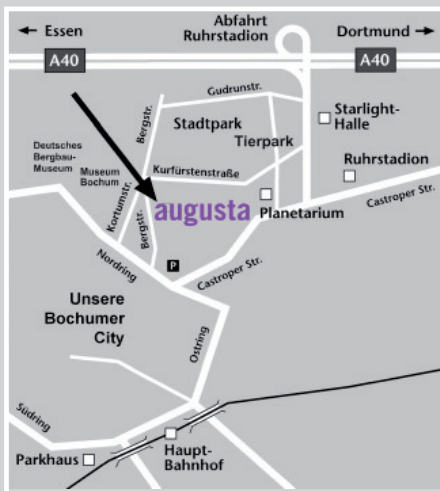 ← Essen
Abfahrt
Ruhrstadion
Dortmund →
A40
A40
Gudrunstr.
Bergstr.
Stadtpark
Tierpark
Starlight-
Halle
Deutsches
Bergbau-
Museum
Museum
Bochum
Kurfürstenstraße
Ruhrstadion
Kortumstr.
Bergstr.
augusta
Planetarium
Castroper Str.
Nordring
P
Castroper Str.
Unsere
Bochumer
City
Ostring
Südring
Parkhaus
Haupt-
Bahnhof